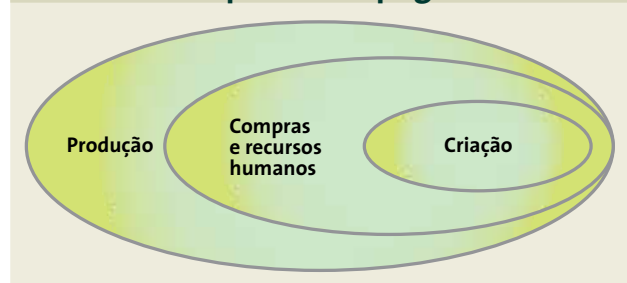 Produção
Compras
e recursos
humanos
Criação